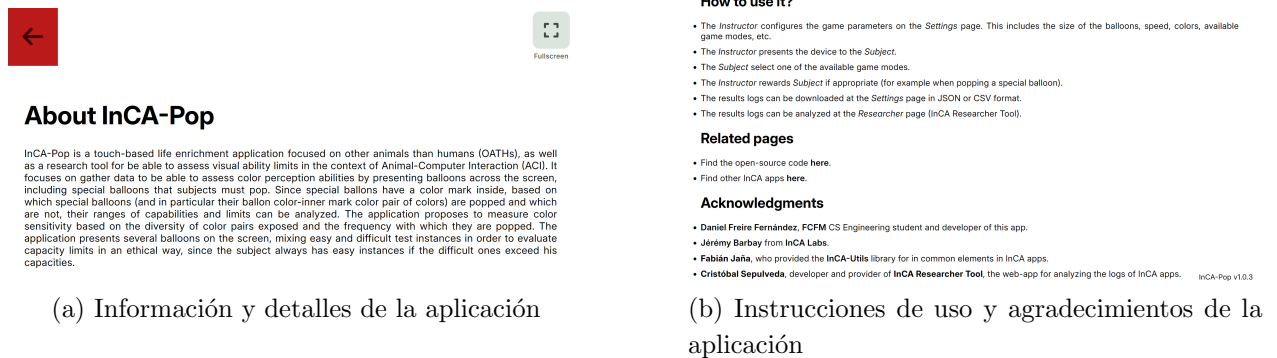 Fullscreen
About InCA-Pop
InCA-Pop is a touch-based life enrichment application focused on other animals than humans (OATHs), as well
as a research tool for be able to assess visual ability limits in the context of Animal-Computer Interaction (ACI). It
focuses on gather data to be able to assess color perception abilities by presenting balloons across the screen,
including special balloons that subjects must pop. Since special ballons have a color mark inside, based on
which special balloons (and in particular their ballon color-inner mark color pair of colors) are popped and which
are not, their ranges of capabilities and limits can be analyzed. The application proposes to measure color
sensitivity based on the diversity of color pairs exposed and the frequency with which they are popped. The
application presents several balloons on the screen, mixing easy and difficult test instances in order to evaluate
capacity limits in an ethical way, since the subject always has easy instances if the difficult ones exceed his
capacities.
(a) Información y detalles de la aplicación
How to use it?
• The Instructor configures the game parameters on the Settings page. This includes the size of the balloons, speed, colors, available
game modes, etc.
• The Instructor presents the device to the Subject.
• The Subject select one of the available game modes.
• The Instructor rewards Subject if appropriate (for example when popping a special balloon).
• The results logs can be downloaded at the Settings page in JSON or CSV format.
• The results logs can be analyzed at the Researcher page (InCA Researcher Tool).
Related pages
• Find the open-source code here.
• Find other InCA apps here.
Acknowledgments
• Daniel Freire Fernández, FCFM CS Engineering student and developer of this app.
• Jérémy Barbay from InCA Labs.
• Fabián Jaña, who provided the InCA-Utils library for in common elements in InCA apps.
• Cristóbal Sepulveda, developer and provider of InCA Researcher Tool, the web-app for analyzing the logs of InCA apps.
InCA-Pop v1.0.3
(b) Instrucciones de uso y agradecimientos de la
aplicación